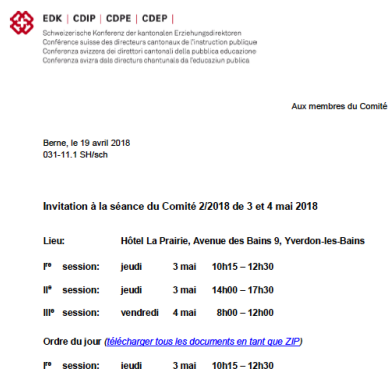 EDK | CDIP | CDPE | CDEP |
Schweizerische Konferenz der kantonalen Erziehungsdirektoren
Conférence suisse des directeurs cantonaux de l'instruction publique
Conferenza svizzera dei direttori cantonali della pubblica educazione
Conferenza svizra dals directurs chantunals da l'educaziun publica
Aux membres du Comité
Berne, le 19 avril 2018
031-11.1 SH/sch
Invitation à la séance du Comité 2/2018 de 3 et 4 mai 2018
Lieu: Hôtel La Prairie, Avenue des Bains 9, Yverdon-les-Bains
Iʳᵉ session: jeudi 3 mai 10h15 – 12h30
IIᵉ session: jeudi 3 mai 14h00 – 17h30
IIIᵉ session: vendredi 4 mai 8h00 – 12h00
Ordre du jour (télécharger tous les documents en tant que ZIP)
Iʳᵉ session: jeudi 3 mai 10h15 – 12h30